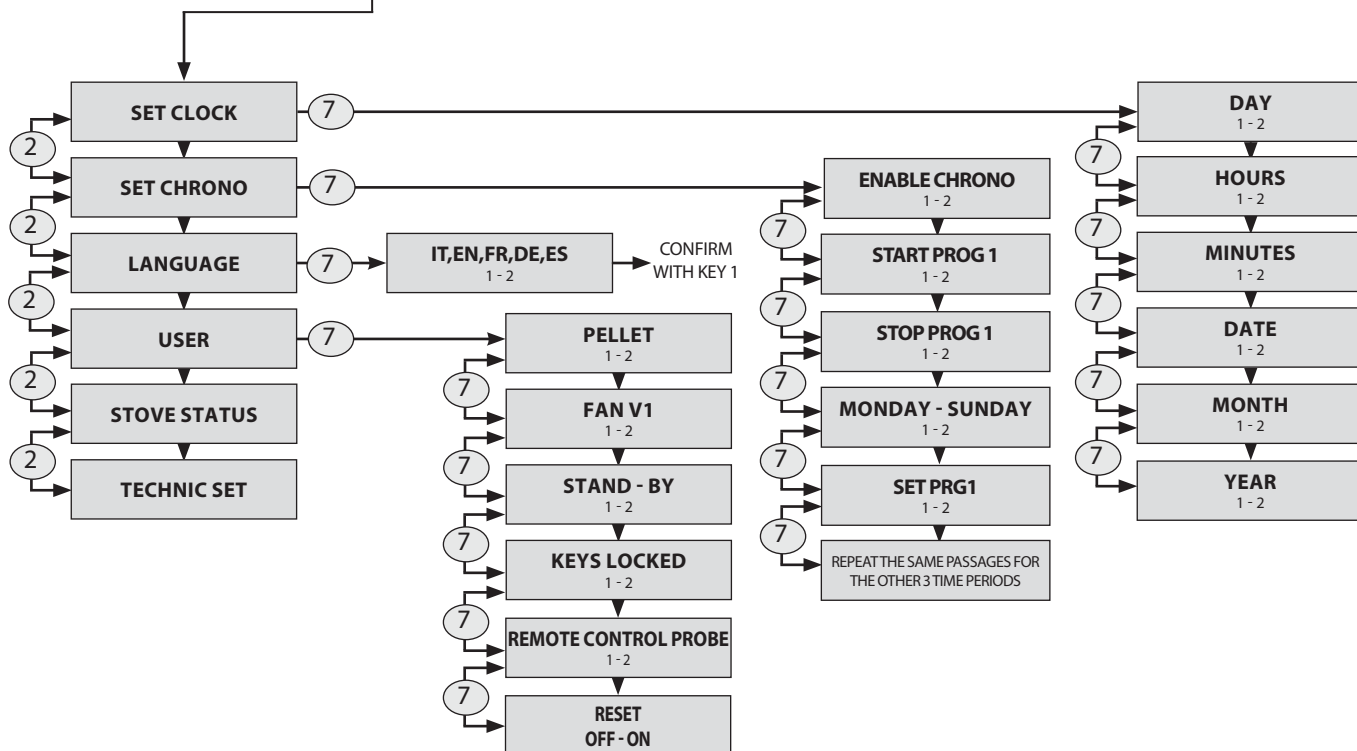 SET CLOCK
7
2
SET CHRONO
7
2
LANGUAGE
7
IT,EN,FR,DE,ES
1 - 2
CONFIRM
WITH KEY 1
2
USER
7
2
STOVE STATUS
2
TECHNIC SET
PELLET
1 - 2
7
FAN V1
1 - 2
7
STAND - BY
1 - 2
7
KEYS LOCKED
1 - 2
7
REMOTE CONTROL PROBE
1 - 2
7
RESET
OFF - ON
ENABLE CHRONO
1 - 2
7
START PROG 1
1 - 2
7
STOP PROG 1
1 - 2
7
MONDAY - SUNDAY
1 - 2
7
SET PRG1
1 - 2
7
REPEAT THE SAME PASSAGES FOR
THE OTHER 3 TIME PERIODS
DAY
1 - 2
7
HOURS
1 - 2
7
MINUTES
1 - 2
7
DATE
1 - 2
7
MONTH
1 - 2
7
YEAR
1 - 2